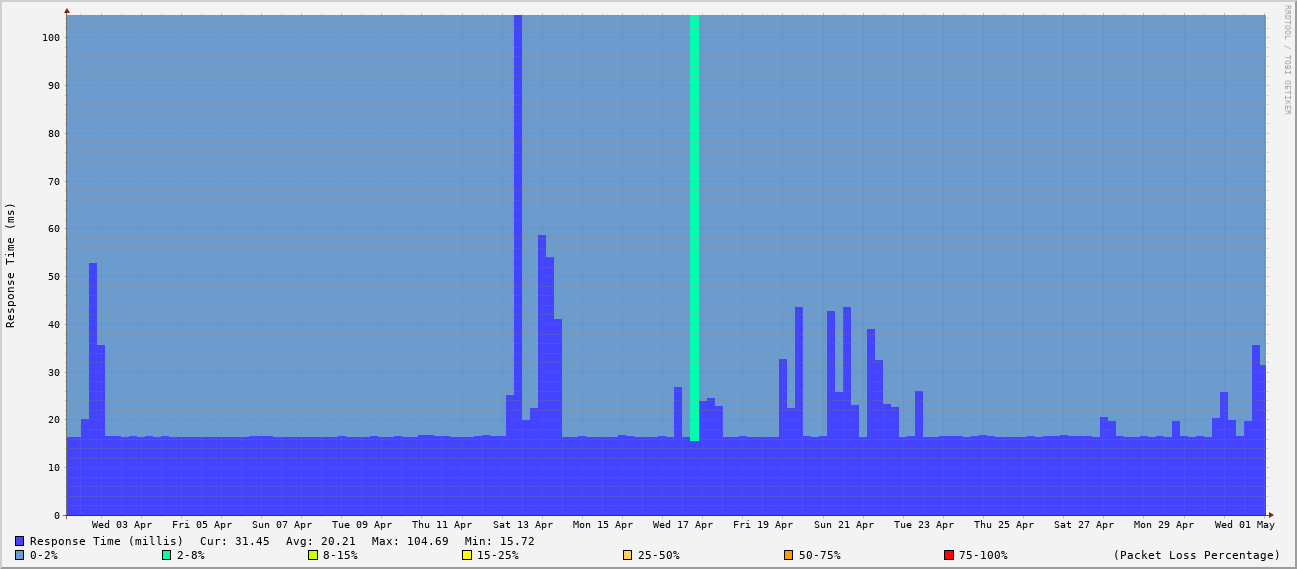 RRDTOOL / TOBI OETIKER
Response Time (ms)
100
90
80
70
60
50
40
30
20
10
0
Wed 03 Apr Fri 05 Apr Sun 07 Apr Tue 09 Apr Thu 11 Apr Sat 13 Apr Mon 15 Apr Wed 17 Apr Fri 19 Apr Sun 21 Apr Tue 23 Apr Thu 25 Apr Sat 27 Apr Mon 29 Apr Wed 01 May
Response Time (millis) Cur: 31.45 Avg: 20.21 Max: 104.69 Min: 15.72
0-2% 2-8% 8-15% 15-25% 25-50% 50-75% 75-100% (Packet Loss Percentage)